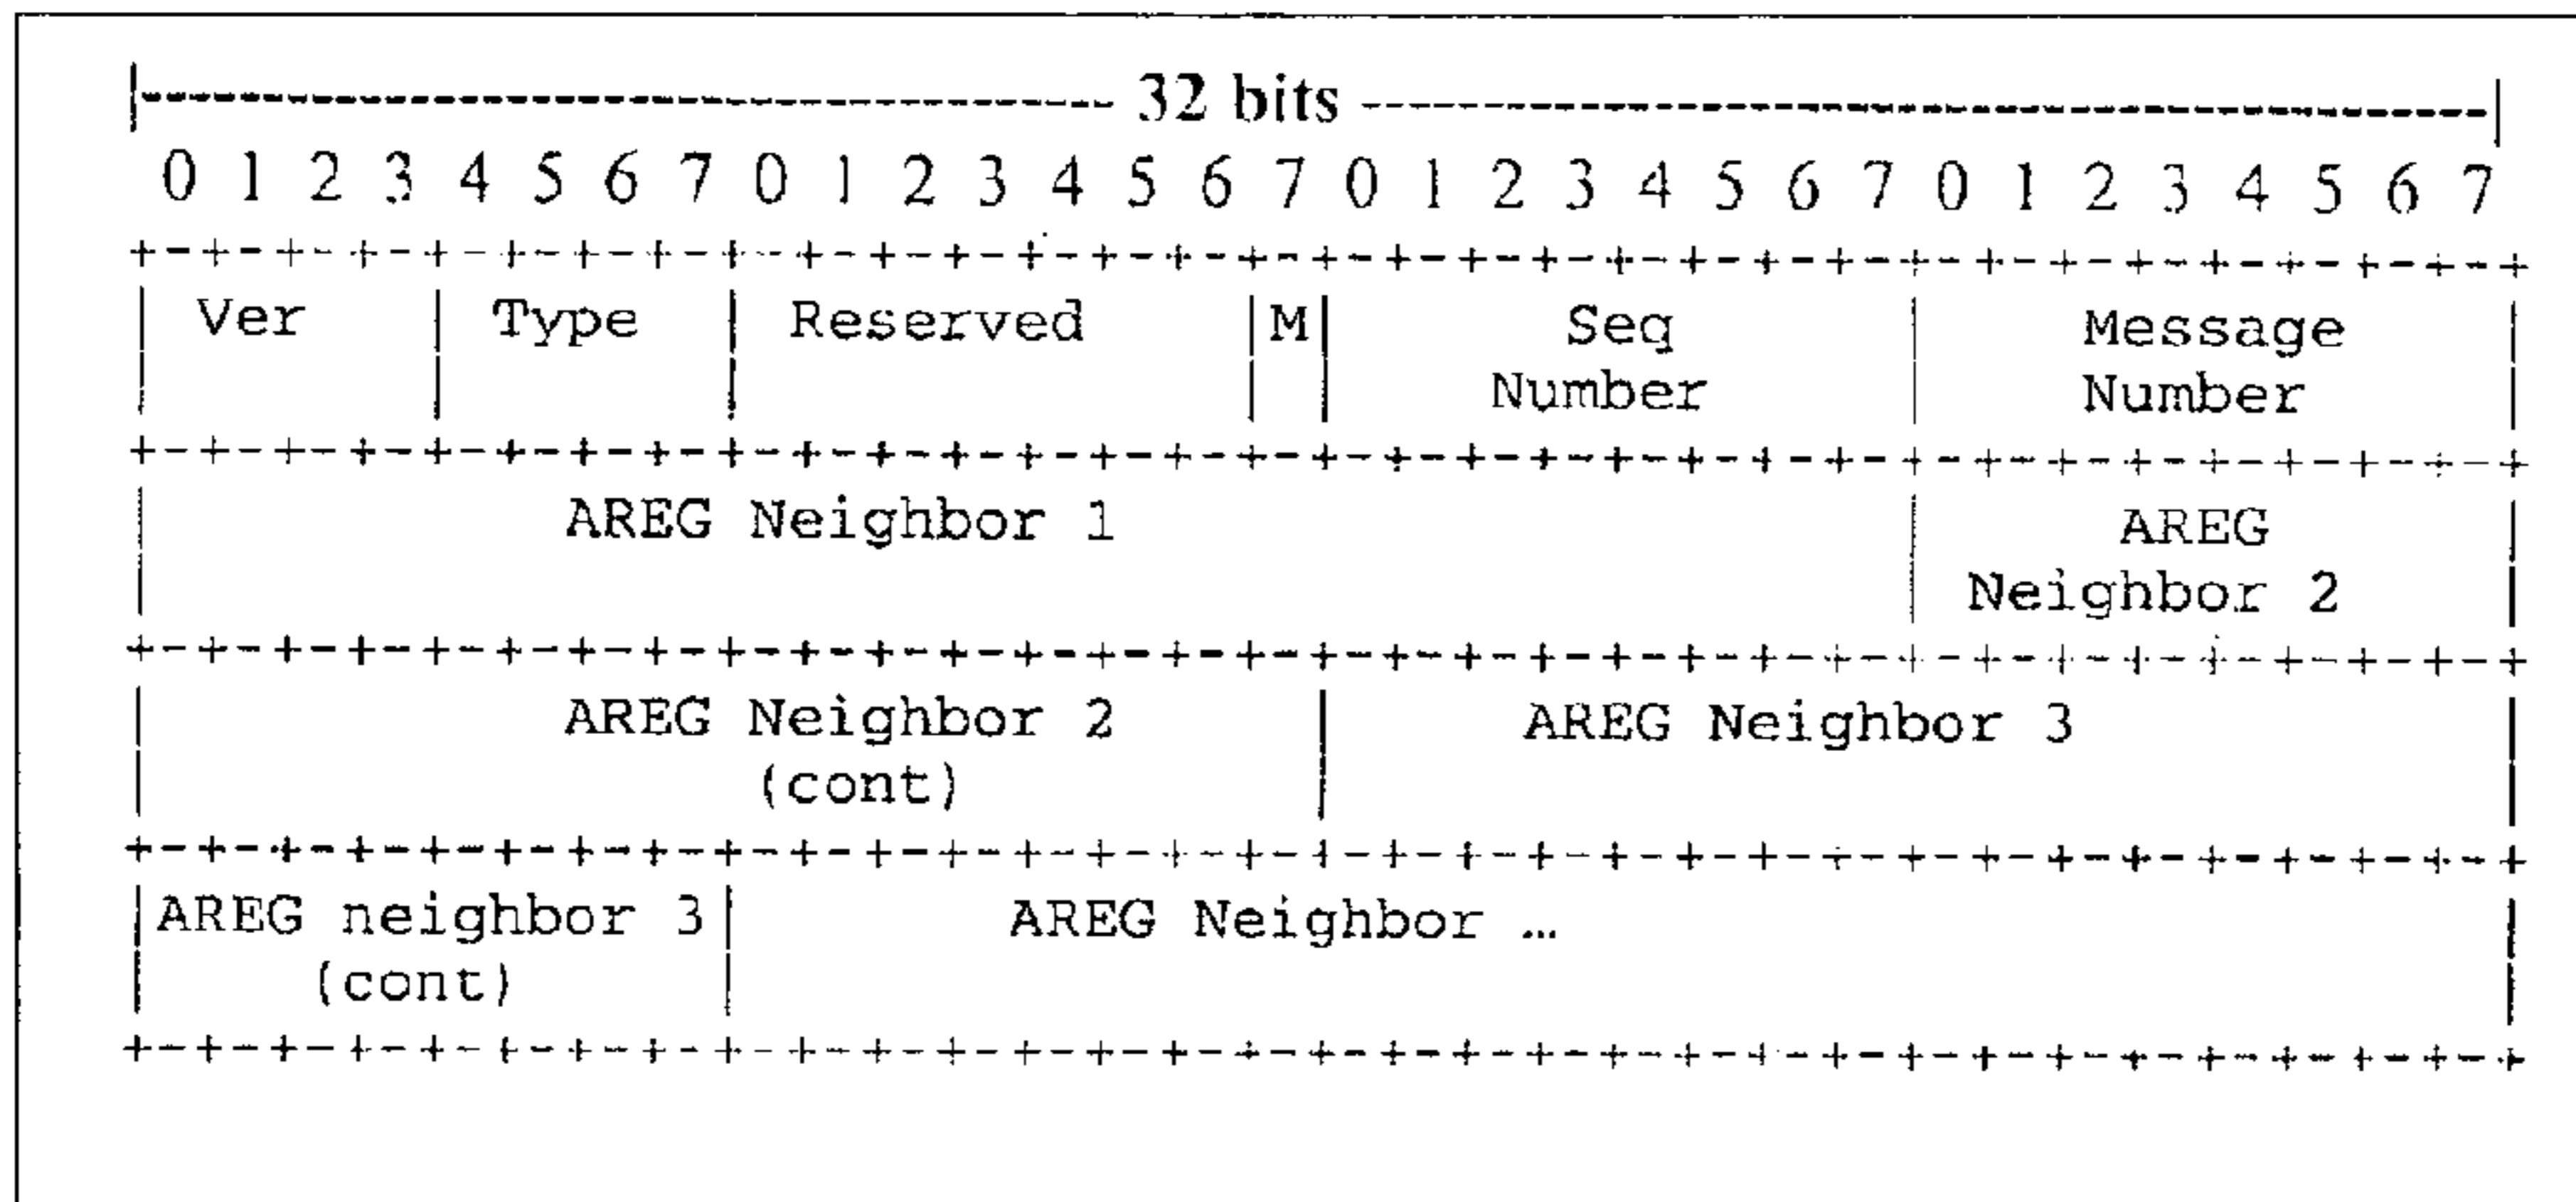 |-------------------------- 32 bits ------------------------------|
0 1 2 3 4 5 6 7 0 1 2 3 4 5 6 7 0 1 2 3 4 5 6 7 0 1 2 3 4 5 6 7
+-+-+-+-+-+-+-+-+-+-+-+-+-+-+-+-+-+-+-+-+-+-+-+-+-+-+-+-+-+-+-+-+
| Ver | Type | Reserved |M| Seq | Message |
| | | | | Number | Number |
+-+-+-+-+-+-+-+-+-+-+-+-+-+-+-+-+-+-+-+-+-+-+-+-+-+-+-+-+-+-+-+-+
| AREG Neighbor 1 | AREG |
| | Neighbor 2 |
+-+-+-+-+-+-+-+-+-+-+-+-+-+-+-+-+-+-+-+-+-+-+-+-+-+-+-+-+-+-+-+-+
| AREG Neighbor 2 | AREG Neighbor 3 |
| (cont) | |
+-+-+-+-+-+-+-+-+-+-+-+-+-+-+-+-+-+-+-+-+-+-+-+-+-+-+-+-+-+-+-+-+
|AREG neighbor 3| AREG Neighbor … |
| (cont) | |
+-+-+-+-+-+-+-+-+-+-+-+-+-+-+-+-+-+-+-+-+-+-+-+-+-+-+-+-+-+-+-+-+